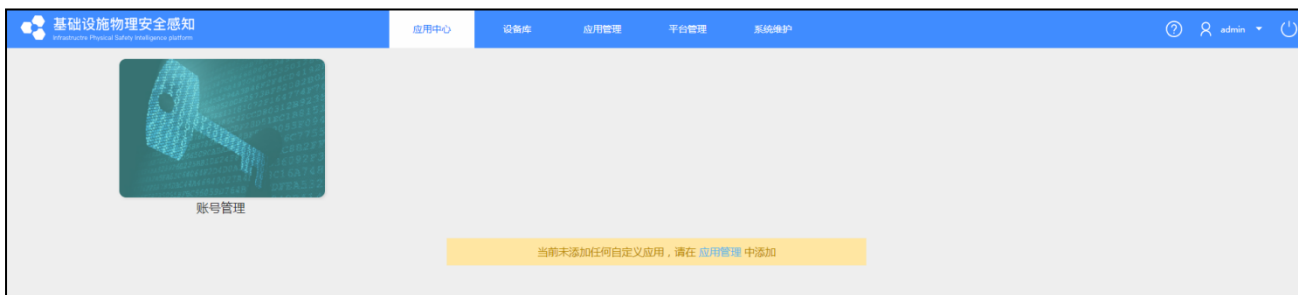 基础设施物理安全感知
Infrastructre Physical Safety Intelligence platform
应用中心
设备库
应用管理
平台管理
系统维护
admin
账号管理
当前未添加任何自定义应用，请在 应用管理 中添加